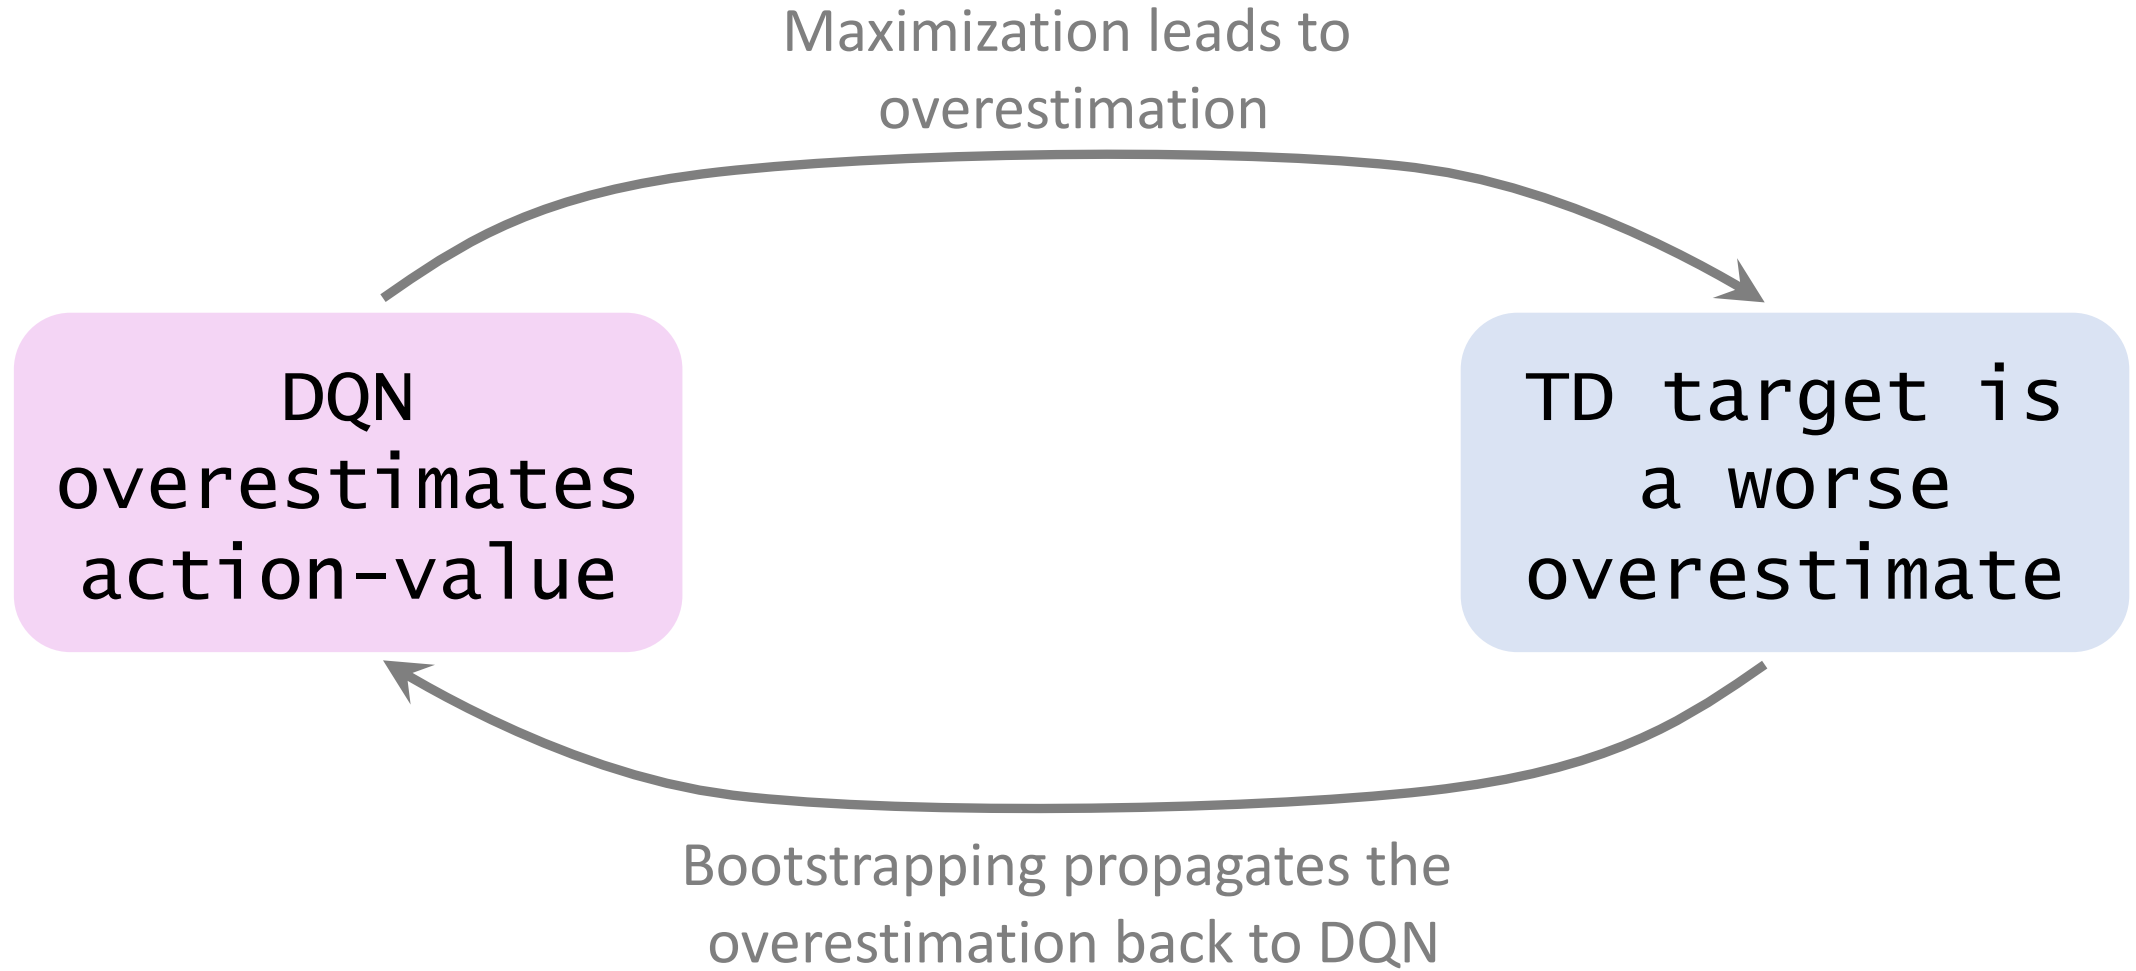 Maximization leads to
overestimation
DQN
overestimates
action-value
TD target is
a worse
overestimate
Bootstrapping propagates the
overestimation back to DQN